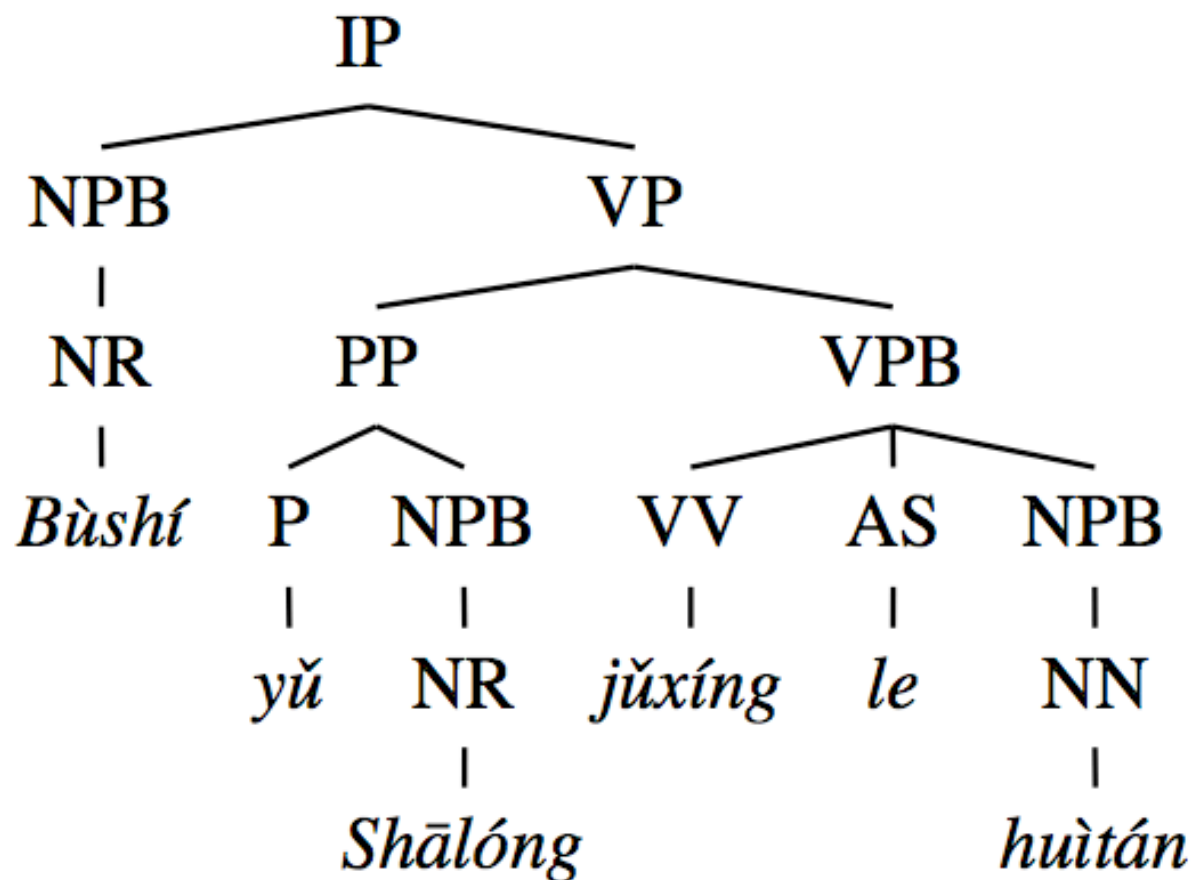 IP
NPB VP
NR PP VPB
Bùshí P NPB VV AS NPB
yǔ NR jǔxíng le NN
Shālóng huìtán